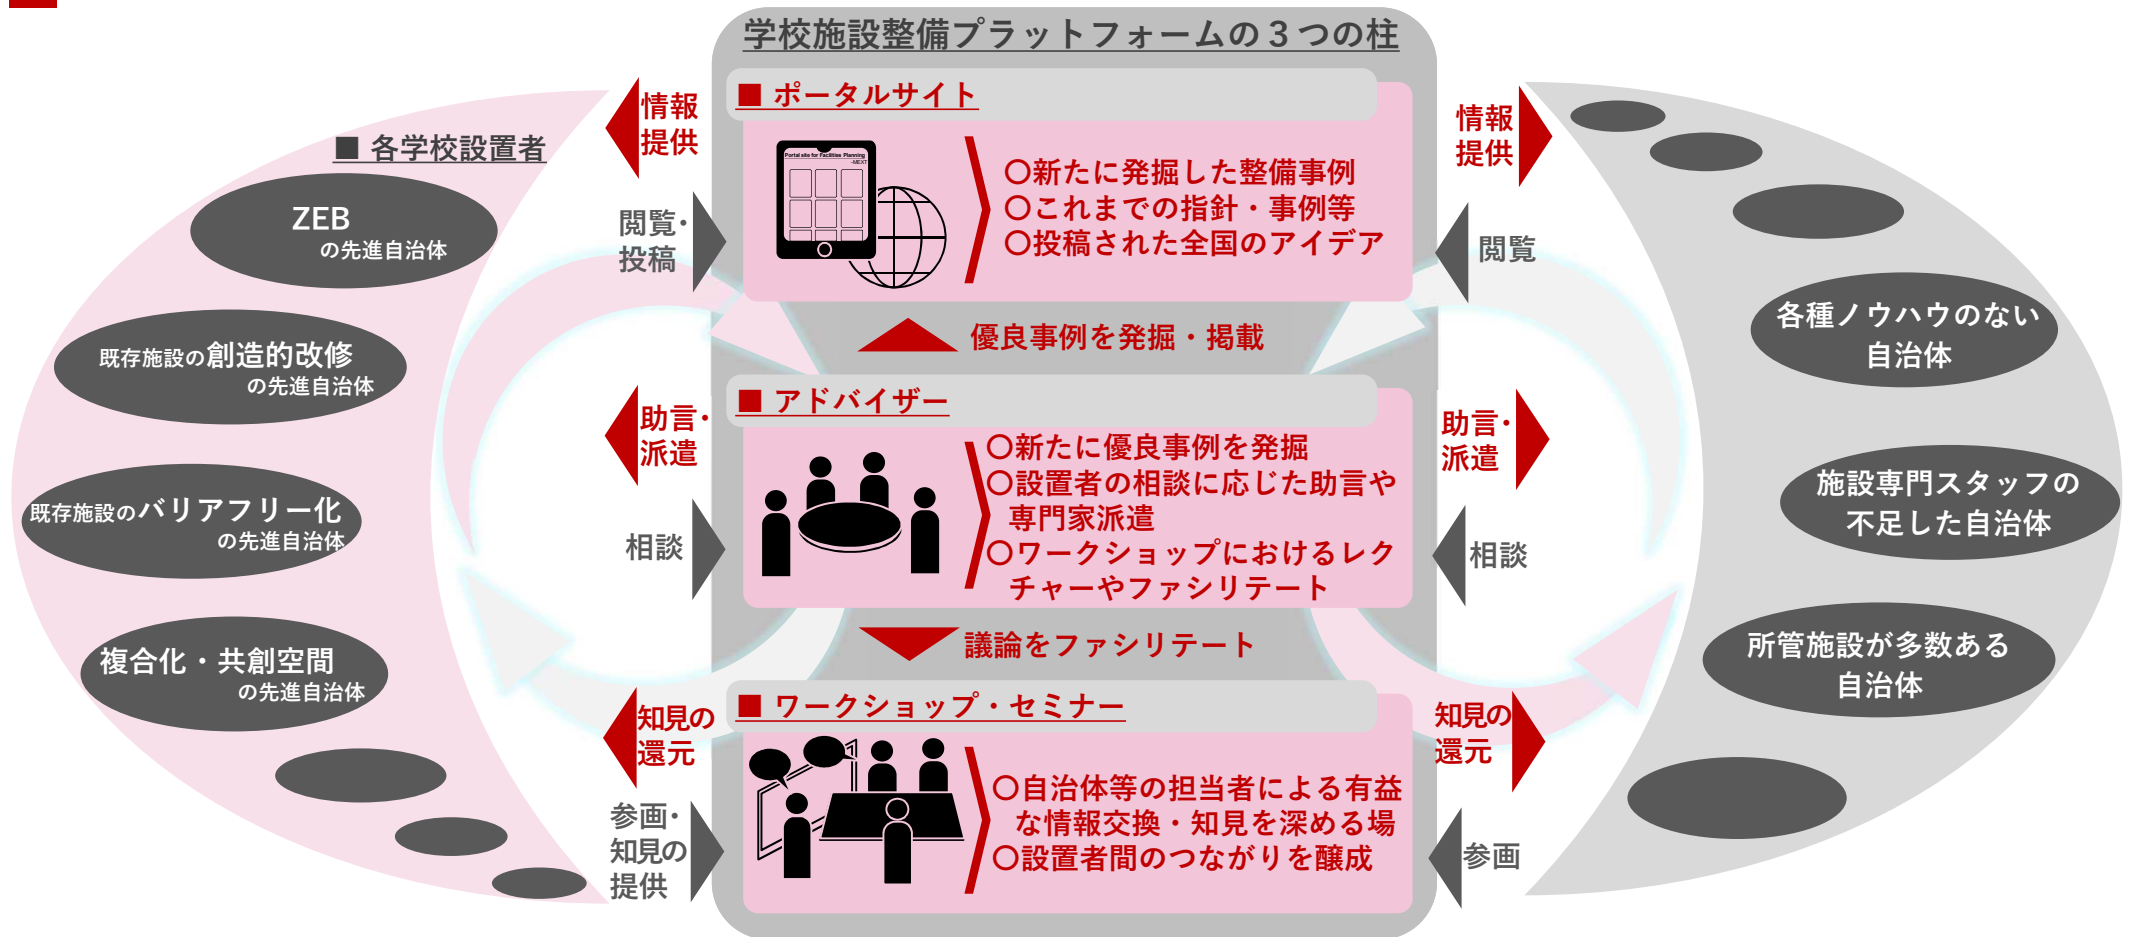 学校施設整備プラットフォームの３つの柱
■ 各学校設置者
ZEB
の先進自治体
既存施設の創造的改修
の先進自治体
既存施設のバリアフリー化
の先進自治体
複合化・共創空間
の先進自治体
情報
提供
閲覧・
投稿
助言・
派遣
相談
知見の
還元
参画・
知見の
提供
■ ポータルサイト
Portal site for Facilities Planning
-MEXT
〇新たに発掘した整備事例
〇これまでの指針・事例等
〇投稿された全国のアイデア
優良事例を発掘・掲載
■ アドバイザー
〇新たに優良事例を発掘
〇設置者の相談に応じた助言や
専門家派遣
〇ワークショップにおけるレク
チャーやファシリテート
議論をファシリテート
■ ワークショップ・セミナー
〇自治体等の担当者による有益
な情報交換・知見を深める場
〇設置者間のつながりを醸成
情報
提供
閲覧
助言・
派遣
相談
知見の
還元
参画
各種ノウハウのない
自治体
施設専門スタッフの
不足した自治体
所管施設が多数ある
自治体